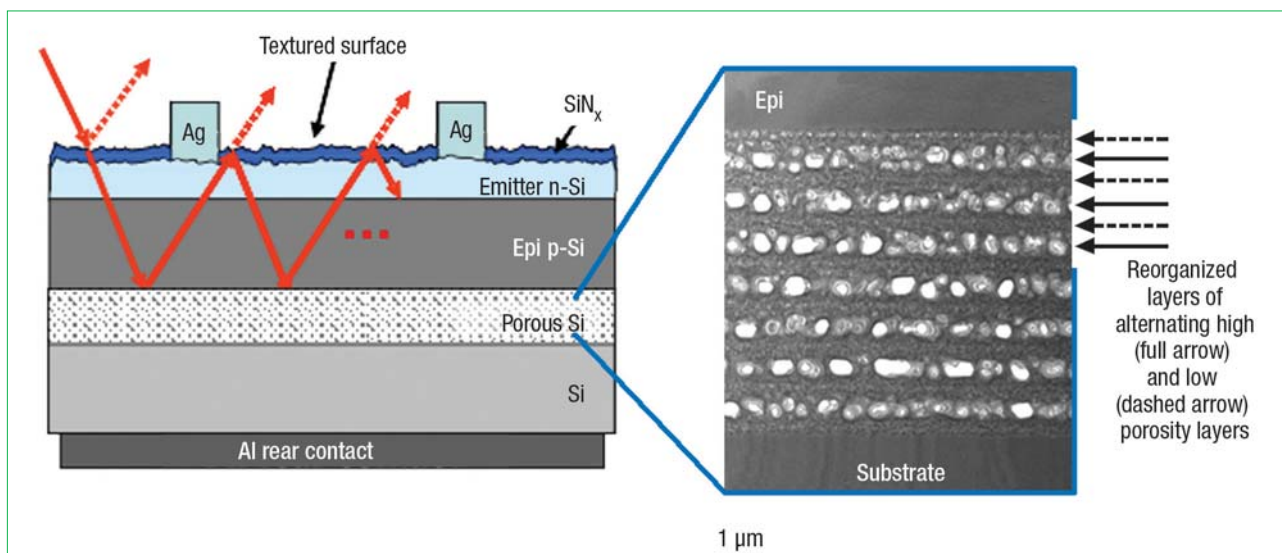 Textured surface
SiNx
Ag
Ag
Emitter n-Si
Epi p-Si
Porous Si
Si
Al rear contact
Epi
Substrate
Reorganized
layers of
alternating high
(full arrow)
and low
(dashed arrow)
porosity layers
1 µm